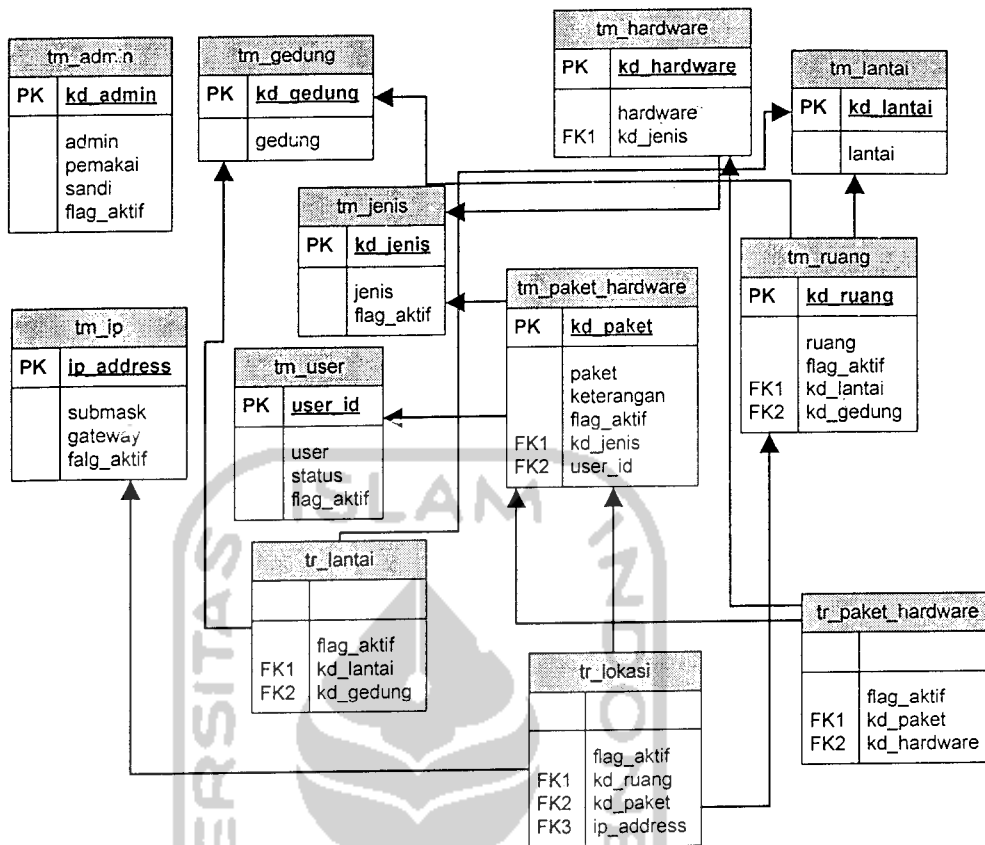 tm_admin
PK kd_admin
admin
pemakai
sandi
flag_aktif
tm_gedung
PK kd_gedung
gedung
tm_hardware
PK kd_hardware
hardware
FK1 kd_jenis
tm_lantai
PK kd_lantai
lantai
tm_jenis
PK kd_jenis
jenis
flag_aktif
tm_ruang
PK kd_ruang
ruang
flag_aktif
FK1 kd_lantai
FK2 kd_gedung
tm_paket_hardware
PK kd_paket
paket
keterangan
flag_aktif
FK1 kd_jenis
FK2 user_id
tm_ip
PK ip_address
submask
gateway
falg_aktif
tm_user
PK user_id
user
status
flag_aktif
tr_lantai
flag_aktif
FK1 kd_lantai
FK2 kd_gedung
tr_paket_hardware
flag_aktif
FK1 kd_paket
FK2 kd_hardware
tr_lokasi
flag_aktif
FK1 kd_ruang
FK2 kd_paket
FK3 ip_address
ERSITAS
ISLAM
INDO